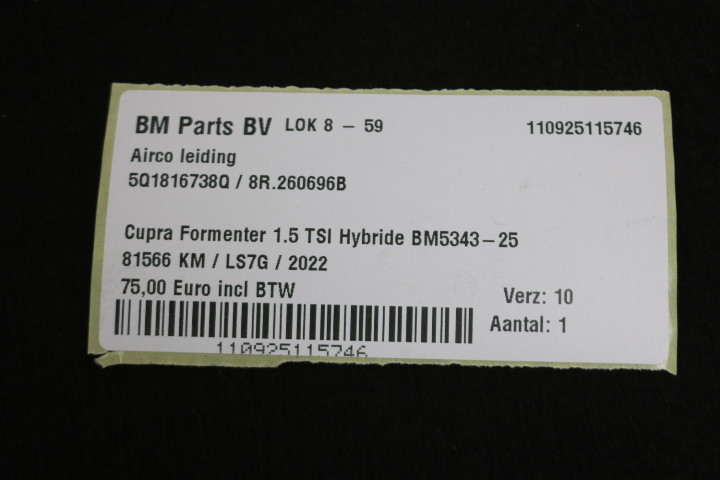 BM Parts BV LOK 8 - 59 110925115746
Airco leiding
5Q1816738Q / 8R.260696B
Cupra Formenter 1.5 TSI Hybride BM5343-25
81566 KM / LS7G / 2022
75,00 Euro incl BTW
Verz: 10
Aantal: 1
110925115746